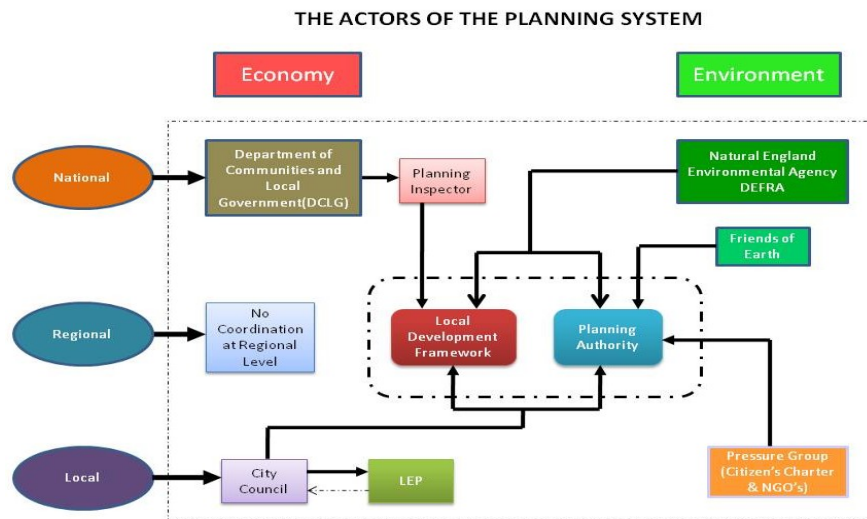 THE ACTORS OF THE PLANNING SYSTEM
Economy
Environment
National
Department of
Communities and
Local
Government(DCLG)
Planning
Inspector
Natural England
Environmental Agency
DEFRA
Friends of
Earth
Regional
No
Coordination
at Regional
Level
Local
Development
Framework
Planning
Authority
Local
City
Council
LEP
Pressure Group
(Citizen's Charter
& NGO's)